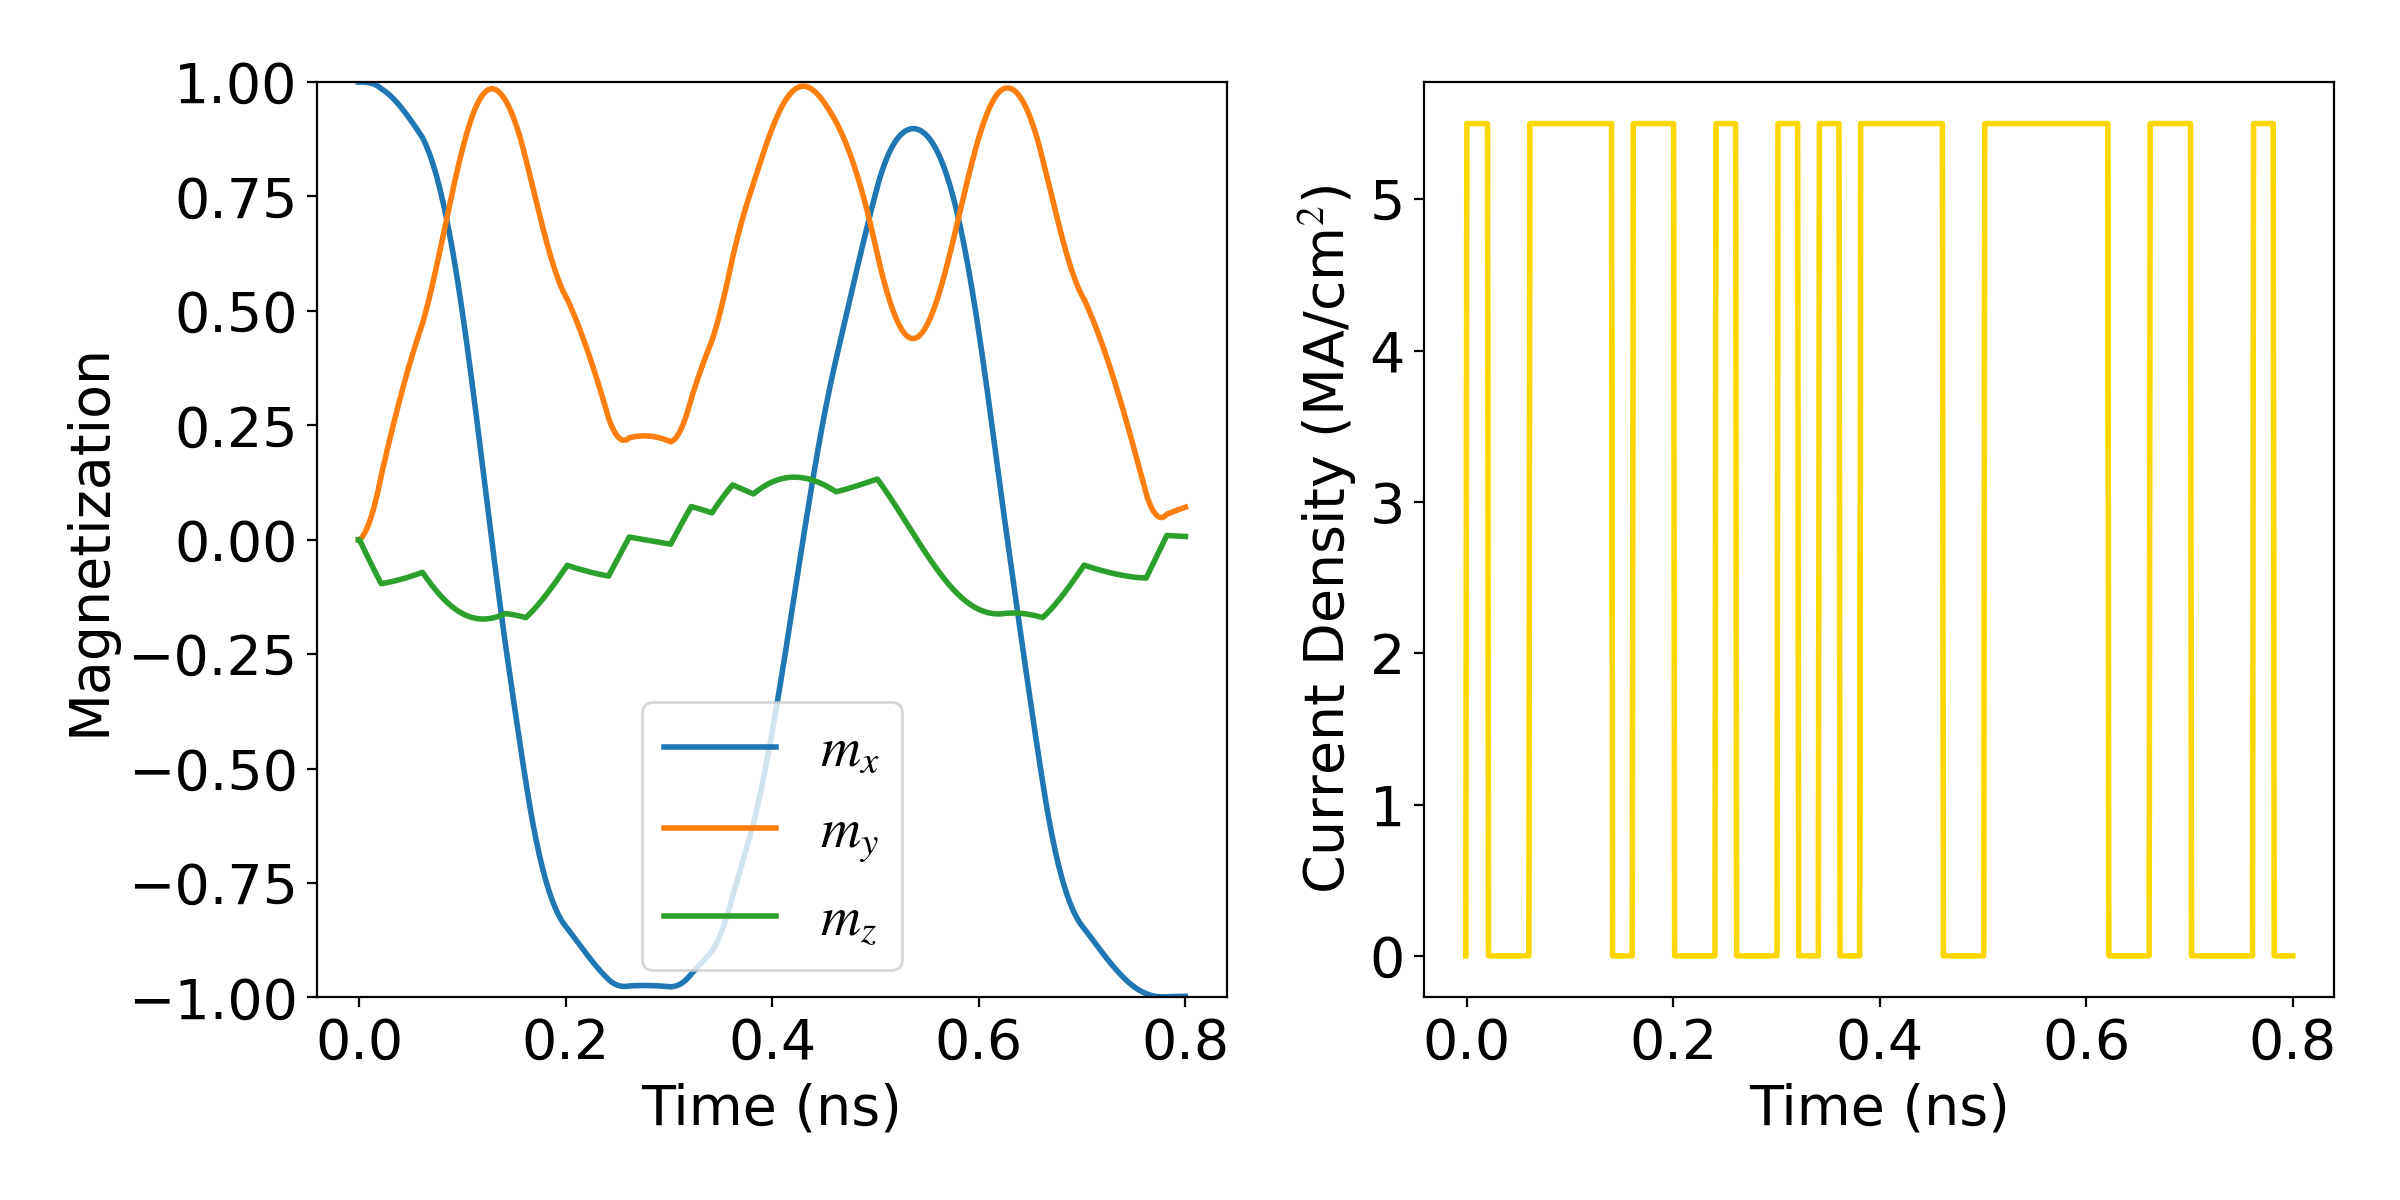 Magnetization
1.00
0.75
0.50
0.25
0.00
−0.25
−0.50
−0.75
−1.00
0.0 0.2 0.4 0.6 0.8
Time (ns)
m_x
m_y
m_z
Current Density (MA/cm²)
5
4
3
2
1
0
0.0 0.2 0.4 0.6 0.8
Time (ns)